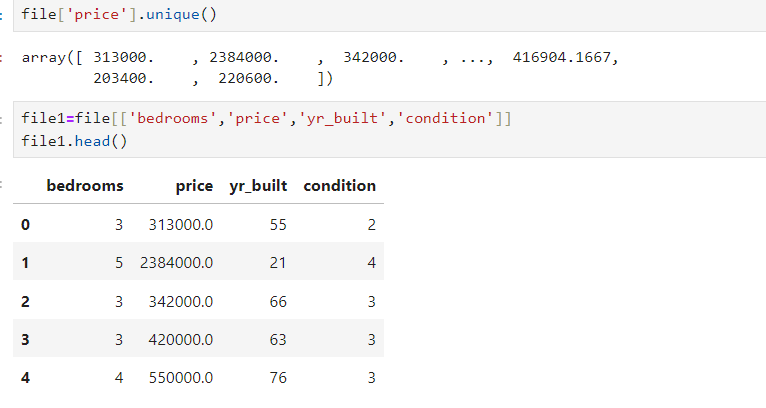 file['price'].unique()
array([ 313000.    , 2384000.    ,  342000.    , ...,  416904.1667,
        203400.    ,  220600.    ])
file1=file[['bedrooms','price','yr_built','condition']]
file1.head()
bedrooms price yr_built condition
0 3 313000.0 55 2
1 5 2384000.0 21 4
2 3 342000.0 66 3
3 3 420000.0 63 3
4 4 550000.0 76 3